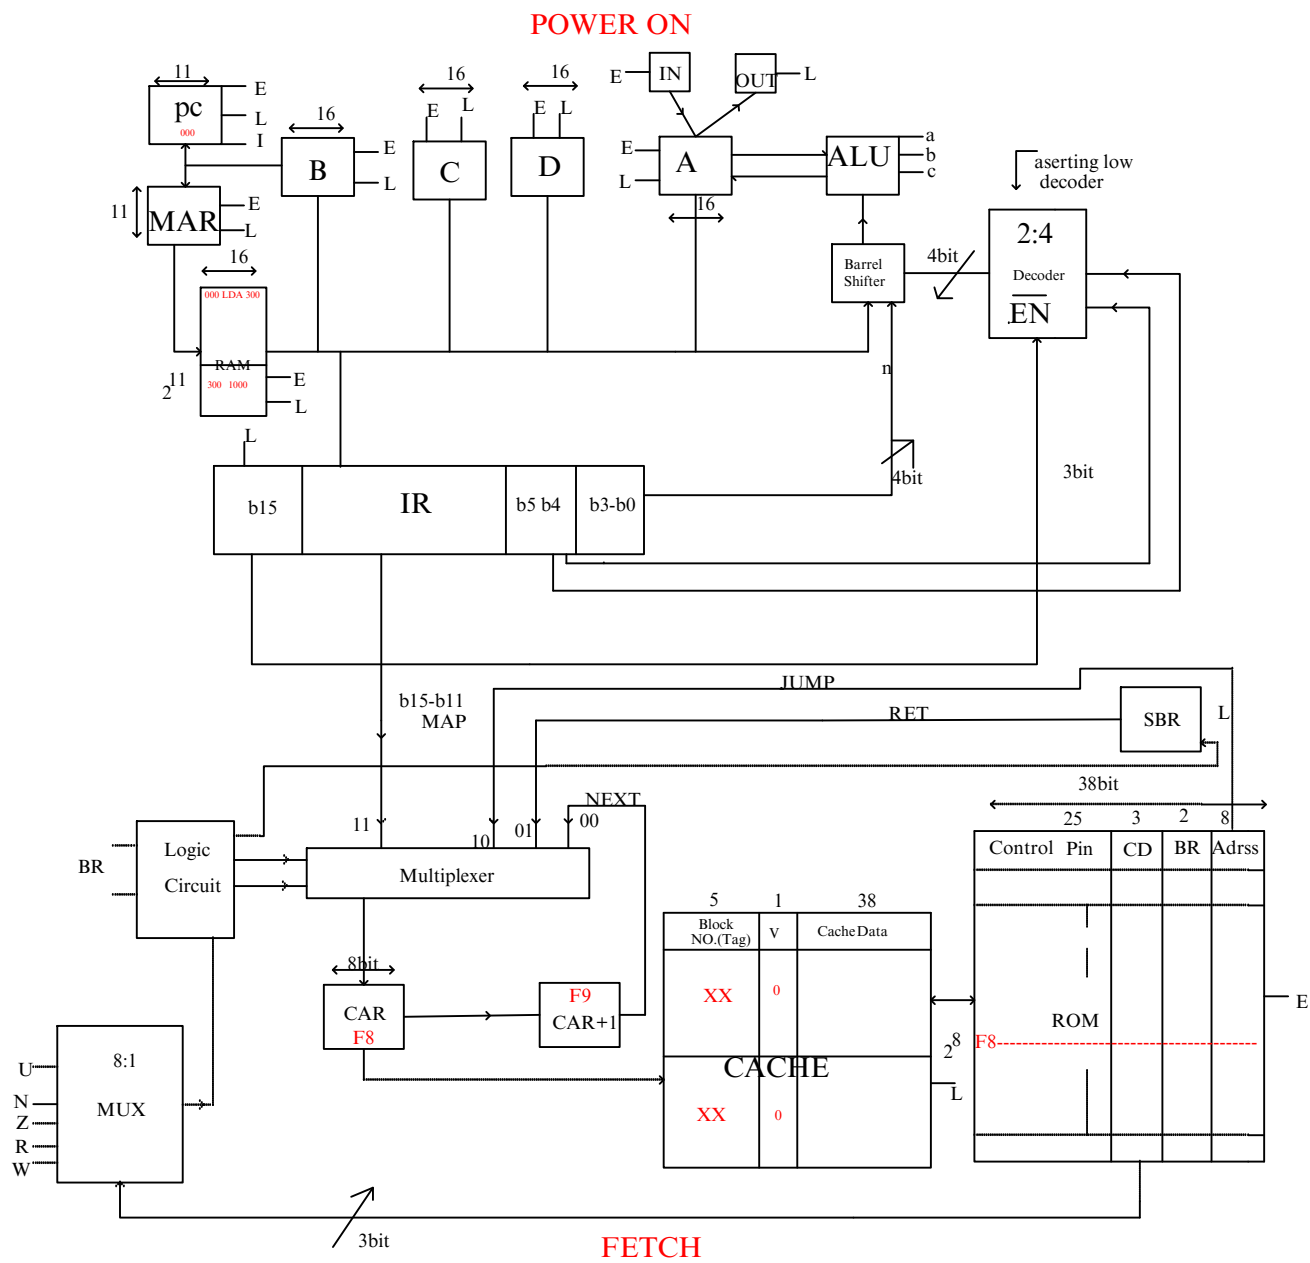 POWER ON
11
pc
000
E
L
I
16
B
E
L
16
E
L
C
16
E
L
D
E
IN
OUT
L
E
L
A
16
ALU
a
b
c
aserting low
decoder
11
MAR
E
L
16
000 LDA 300
RAM
300 1000
E
L
2
11
Barrel
Shifter
4bit
2:4
Decoder
EN
n
4bit
3bit
L
b15
IR
b5 b4
b3-b0
b15-b11
MAP
JUMP
RET
SBR
L
NEXT
11
10
01
00
BR
Logic
Circuit
Multiplexer
8bit
CAR
F8
F9
CAR+1
38bit
25
3
2
8
Control Pin
CD
BR
Adrss
ROM
F8
E
5
1
38
Block
NO.(Tag)
v
Cache Data
XX
0
CACHE
XX
0
2
8
L
8:1
MUX
U
N
Z
R
W
3bit
FETCH